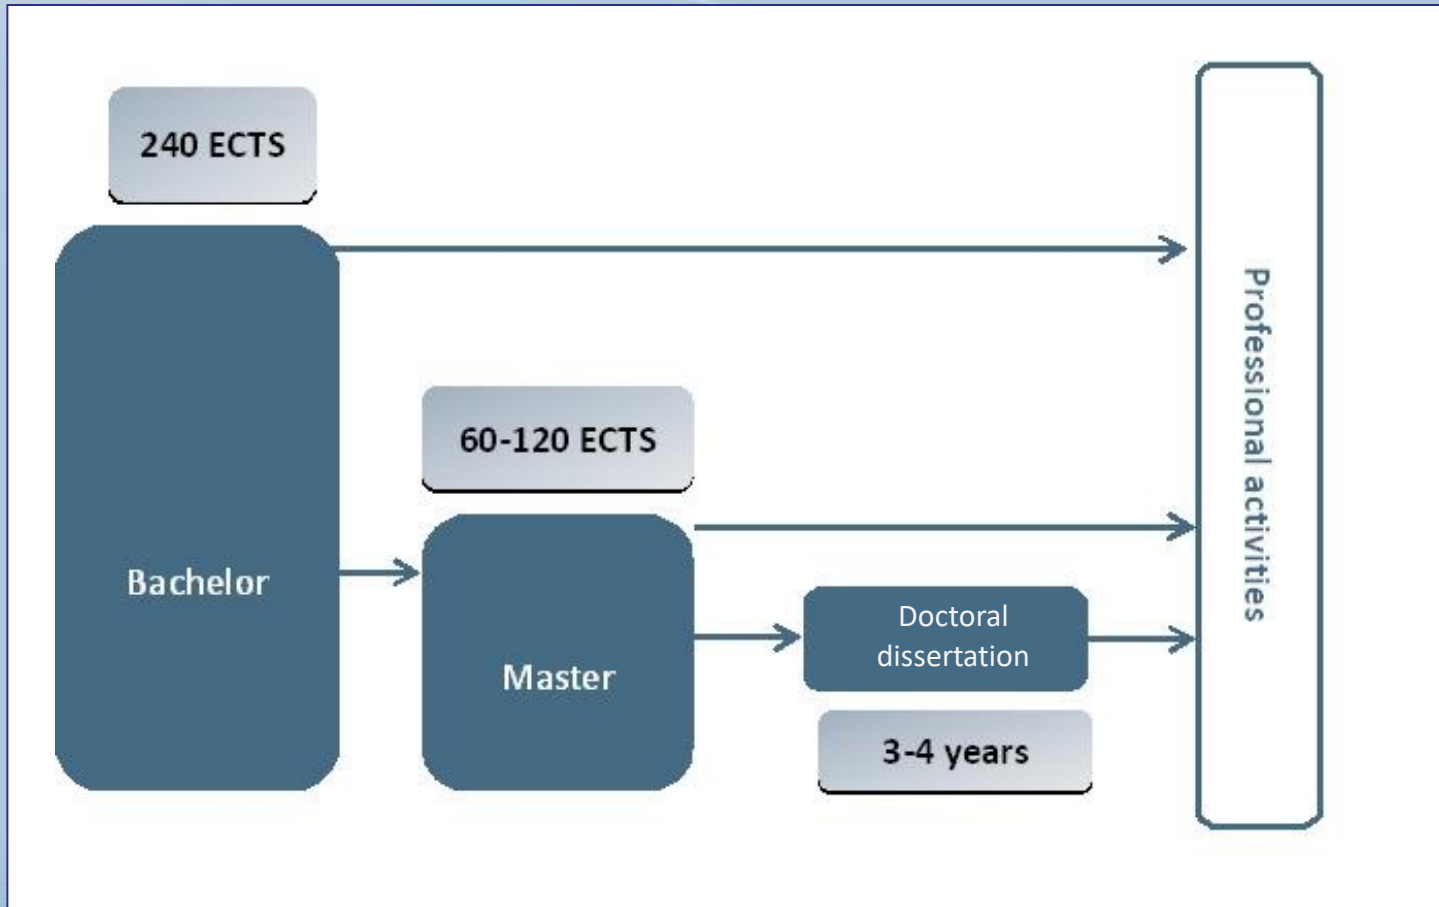 240 ECTS
Bachelor
60-120 ECTS
Master
Doctoral
dissertation
3-4 years
Professional activities